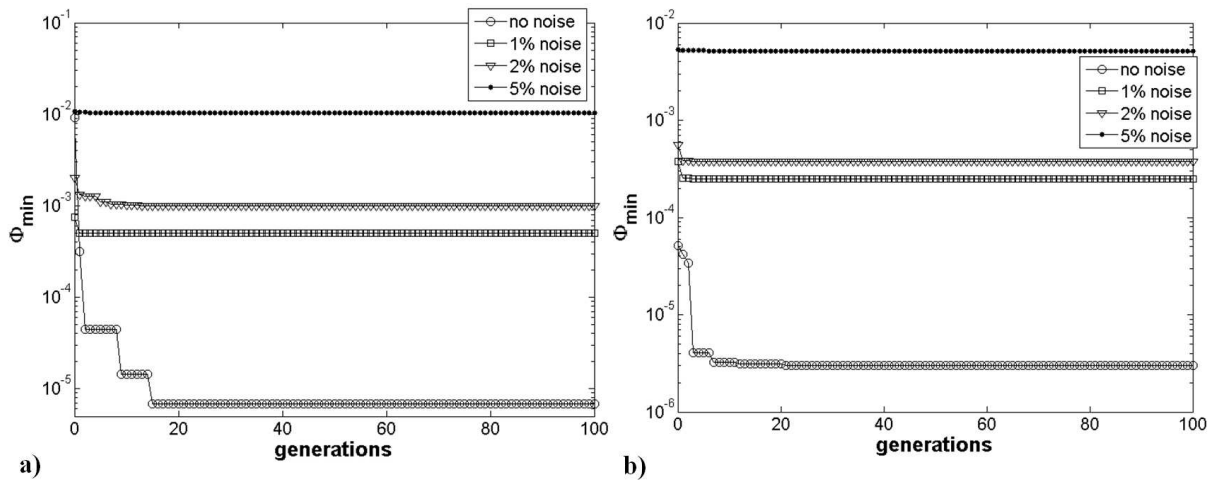 10^-1
10^-2
10^-3
10^-4
10^-5
Φ_min
0
20
40
60
80
100
generations
no noise
1% noise
2% noise
5% noise
a)
10^-2
10^-3
10^-4
10^-5
10^-6
Φ_min
0
20
40
60
80
100
generations
no noise
1% noise
2% noise
5% noise
b)